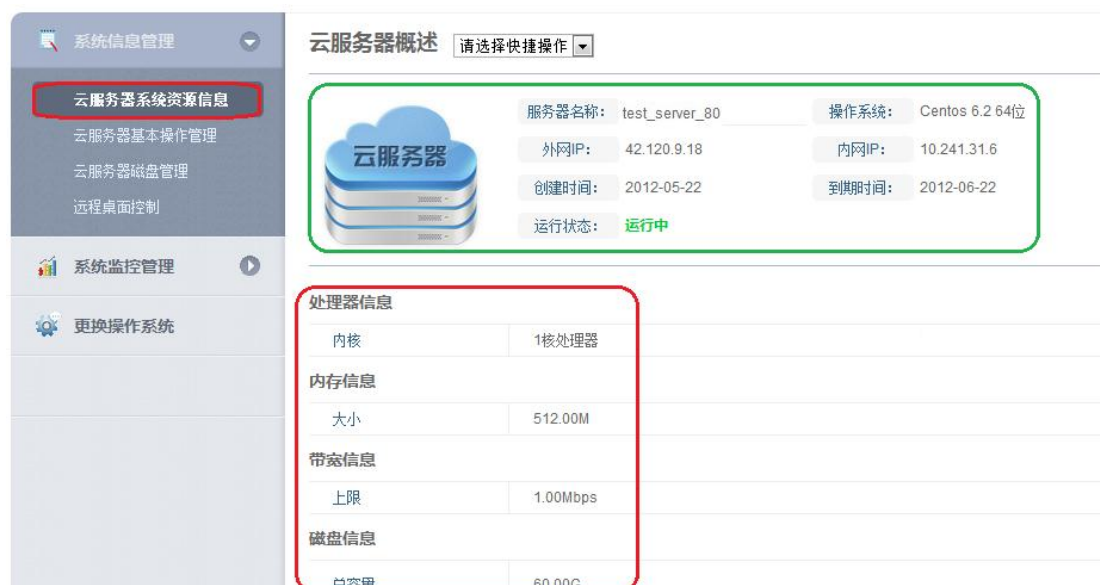 系统信息管理
云服务器系统资源信息
云服务器基本操作管理
云服务器磁盘管理
远程桌面控制
系统监控管理
更换操作系统
云服务器概述 请选择快捷操作
云服务器
服务器名称： test_server_80 操作系统： Centos 6.2 64位
外网IP： 42.120.9.18 内网IP： 10.241.31.6
创建时间： 2012-05-22 到期时间： 2012-06-22
运行状态： 运行中
处理器信息
内核 1核处理器
内存信息
大小 512.00M
带宽信息
上限 1.00Mbps
磁盘信息
总容量 60.00G